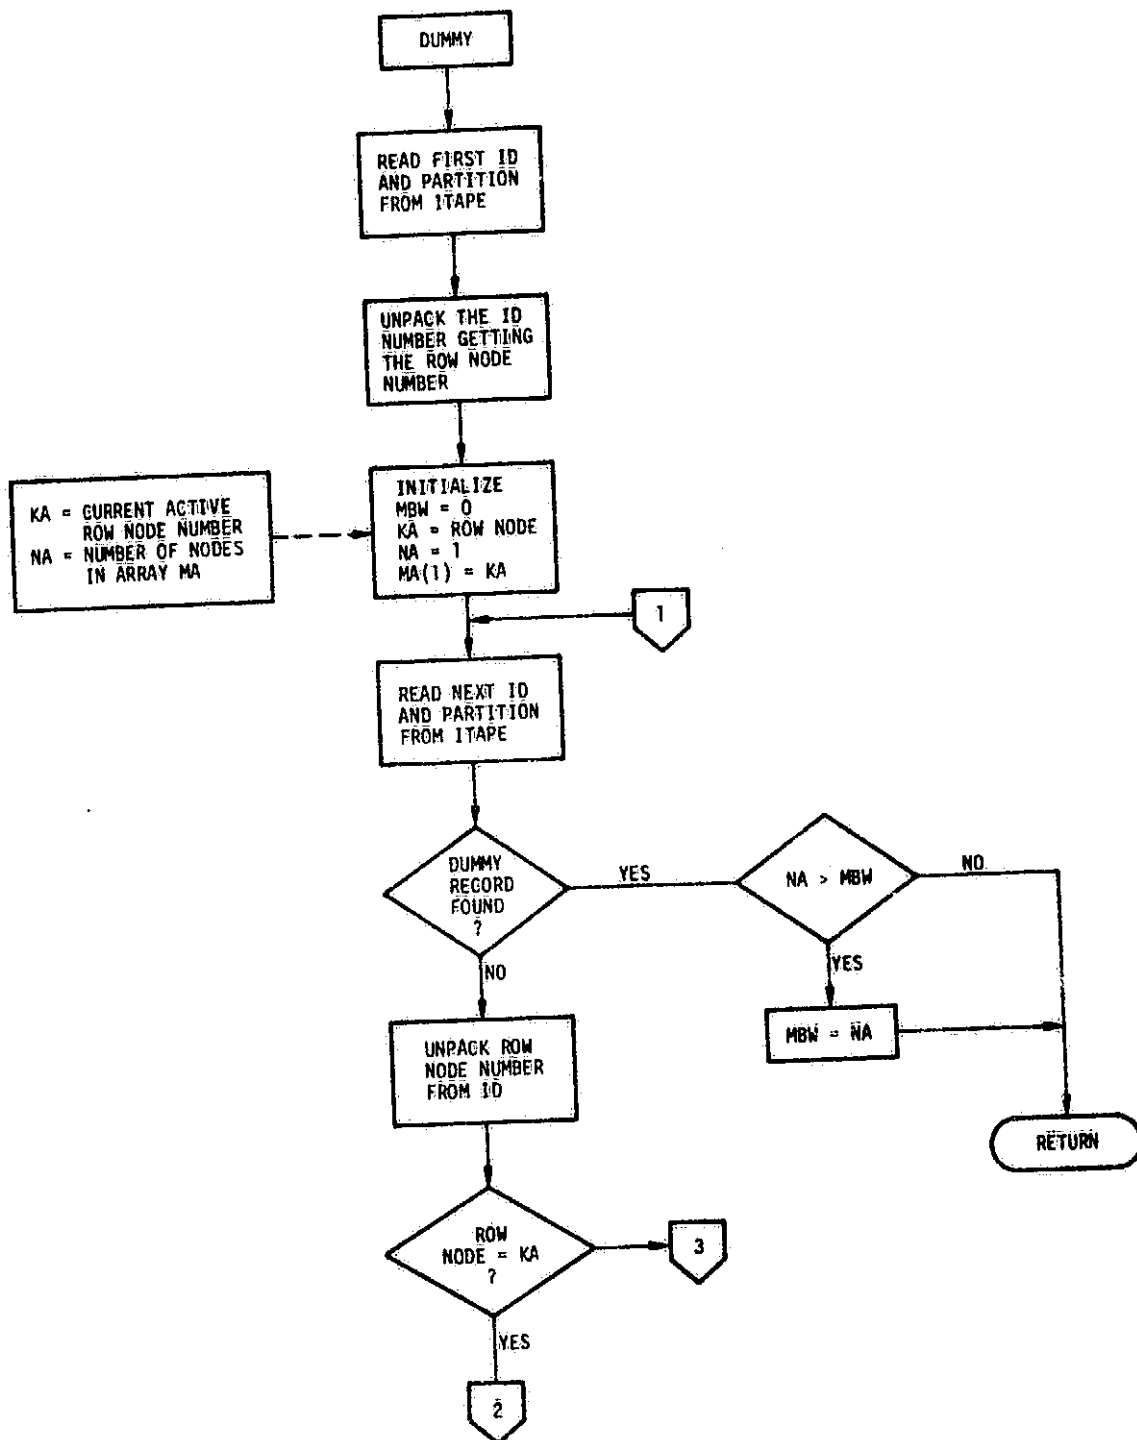 DUMMY
READ FIRST ID
AND PARTITION
FROM ITAPE
UNPACK THE ID
NUMBER GETTING
THE ROW NODE
NUMBER
KA = CURRENT ACTIVE
ROW NODE NUMBER
NA = NUMBER OF NODES
IN ARRAY MA
INITIALIZE
MBW = 0
KA = ROW NODE
NA = 1
MA(1) = KA
1
READ NEXT ID
AND PARTITION
FROM ITAPE
DUMMY
RECORD
FOUND
?
YES
NA > MBW
NO
NO
YES
MBW = NA
UNPACK ROW
NODE NUMBER
FROM ID
RETURN
ROW
NODE = KA
?
3
YES
2